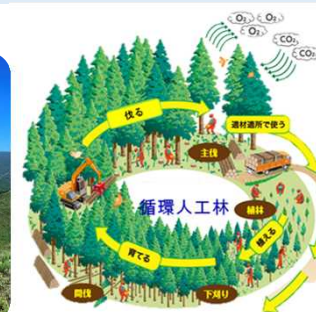 O₂
O₂
O₂
CO₂
CO₂
伐る
適材適所で使う
主伐
循環人工林
植林
植える
育てる
間伐
下刈り